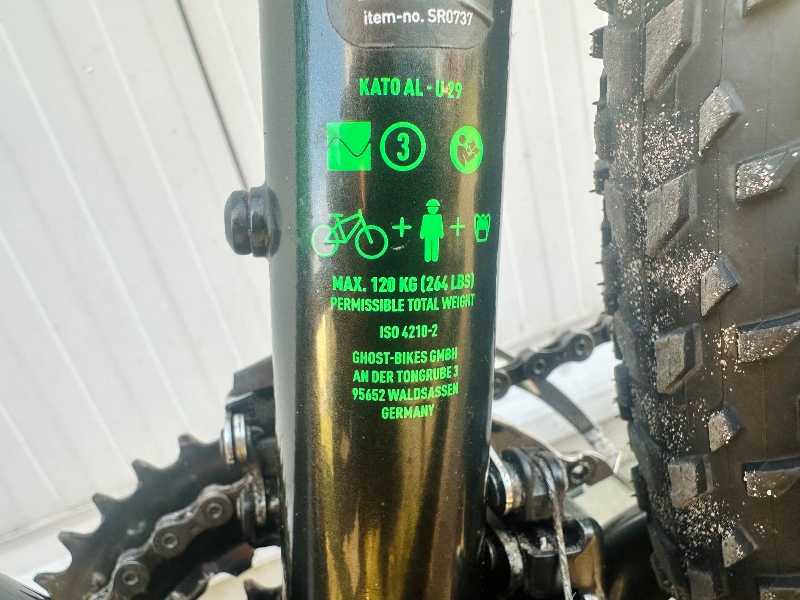 item-no. SR0737
KATO AL - U 29
3
+ +
MAX. 120 KG (264 LBS)
PERMISSIBLE TOTAL WEIGHT
ISO 4210-2
GHOST-BIKES GMBH
AN DER TONGRUBE 3
95652 WALDSASSEN
GERMANY